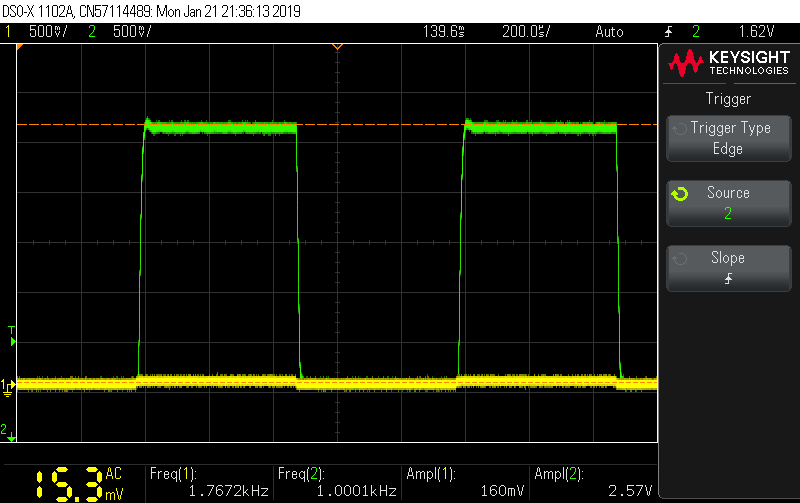 DSO-X 1102A, CN57114489: Mon Jan 21 21:36:13 2019
1 500㎷/ 2 500㎷/ 139.6㎲ 200.0㎲/ Auto 2 1.62V
KEYSIGHT
TECHNOLOGIES
Trigger
Trigger Type
Edge
Source
2
Slope
T
1
2
15.3 AC mV
Freq(1): 1.7672kHz
Freq(2): 1.0001kHz
Ampl(1): 160mV
Ampl(2): 2.57V